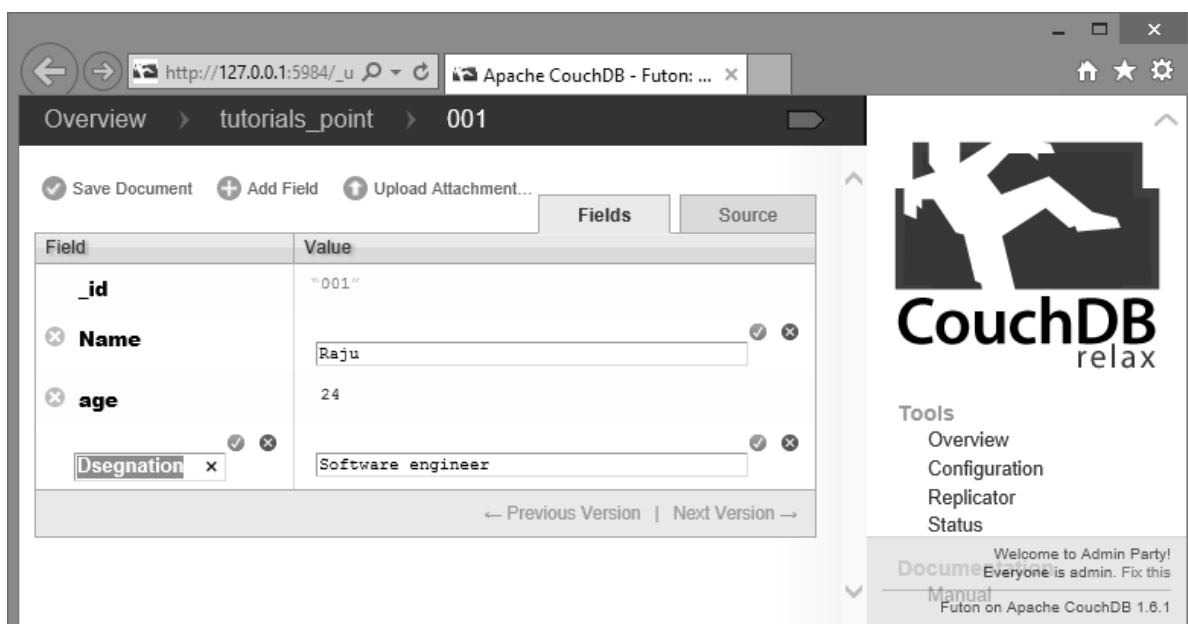 http://127.0.0.1:5984/_u
Apache CouchDB - Futon: ...
Overview
tutorials_point
001
Save Document
Add Field
Upload Attachment...
Fields
Source
Field
Value
_id
"001"
Name
Raju
age
24
Dsegnation
Software engineer
← Previous Version | Next Version →
CouchDB
relax
Tools
Overview
Configuration
Replicator
Status
Documentation
Manual
Welcome to Admin Party!
Everyone is admin. Fix this
Futon on Apache CouchDB 1.6.1